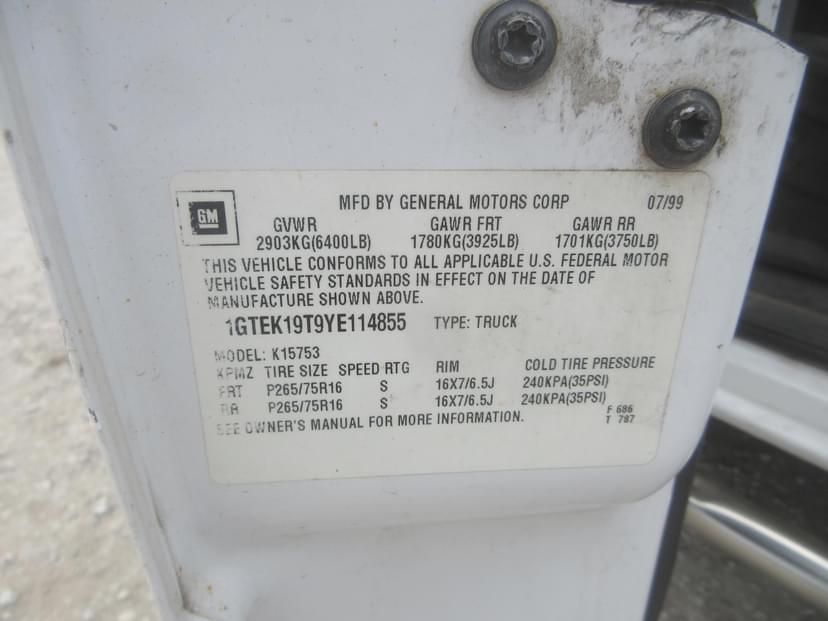 GM
MFD BY GENERAL MOTORS CORP 07/99
GVWR GAWR FRT GAWR RR
2903KG(6400LB) 1780KG(3925LB) 1701KG(3750LB)
THIS VEHICLE CONFORMS TO ALL APPLICABLE U.S. FEDERAL MOTOR
VEHICLE SAFETY STANDARDS IN EFFECT ON THE DATE OF
MANUFACTURE SHOWN ABOVE.
1GTEK19T9YE114855 TYPE: TRUCK
MODEL: K15753
KPMZ TIRE SIZE SPEED RTG RIM COLD TIRE PRESSURE
FRT P265/75R16 S 16X7/6.5J 240KPA(35PSI)
RR P265/75R16 S 16X7/6.5J 240KPA(35PSI)
SEE OWNER'S MANUAL FOR MORE INFORMATION.
F 686
T 787